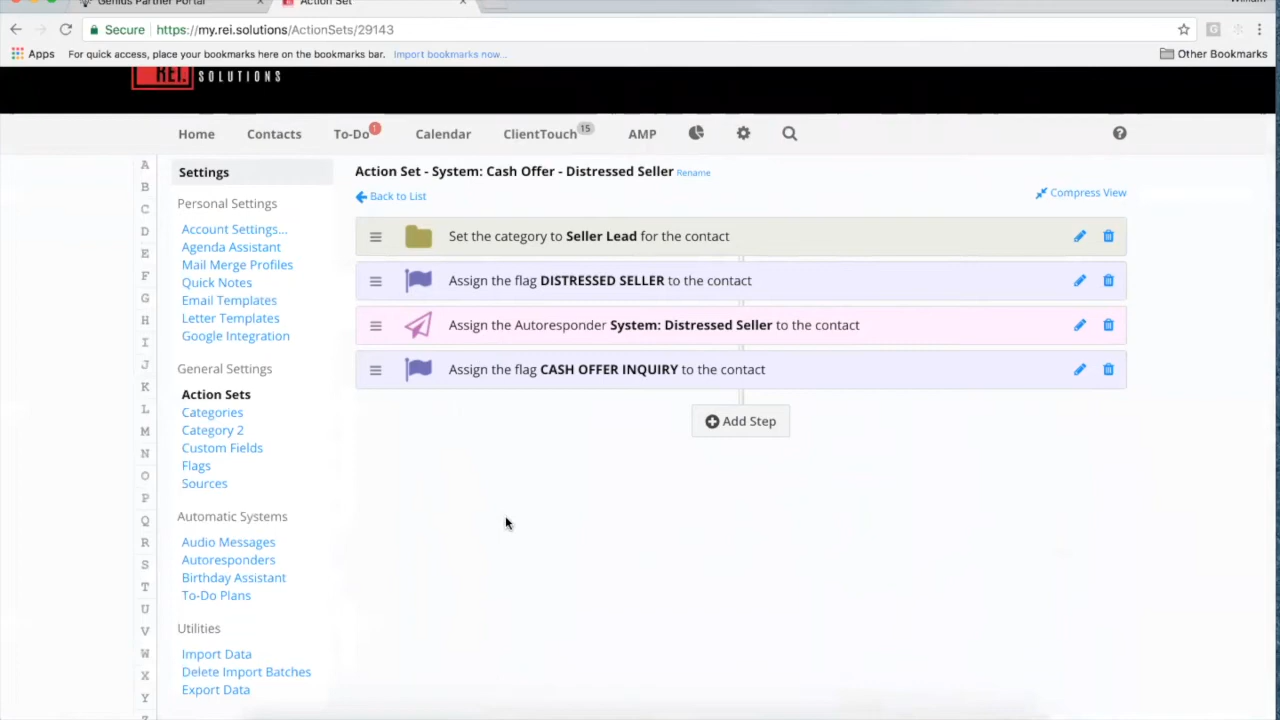 Genius Partner Portal
Action Set
William
Secure https://my.rei.solutions/ActionSets/29143
Apps For quick access, place your bookmarks here on the bookmarks bar. Import bookmarks now... Other Bookmarks
REI. SOLUTIONS
Home Contacts To-Do 1 Calendar ClientTouch 15 AMP
A
B
C
D
E
F
G
H
I
J
K
L
M
N
O
P
Q
R
S
T
U
V
W
X
Y
Settings
Personal Settings
Account Settings...
Agenda Assistant
Mail Merge Profiles
Quick Notes
Email Templates
Letter Templates
Google Integration
General Settings
Action Sets
Categories
Category 2
Custom Fields
Flags
Sources
Automatic Systems
Audio Messages
Autoresponders
Birthday Assistant
To-Do Plans
Utilities
Import Data
Delete Import Batches
Export Data
Action Set - System: Cash Offer - Distressed Seller Rename
Back to List
Compress View
Set the category to Seller Lead for the contact
Assign the flag DISTRESSED SELLER to the contact
Assign the Autoresponder System: Distressed Seller to the contact
Assign the flag CASH OFFER INQUIRY to the contact
Add Step